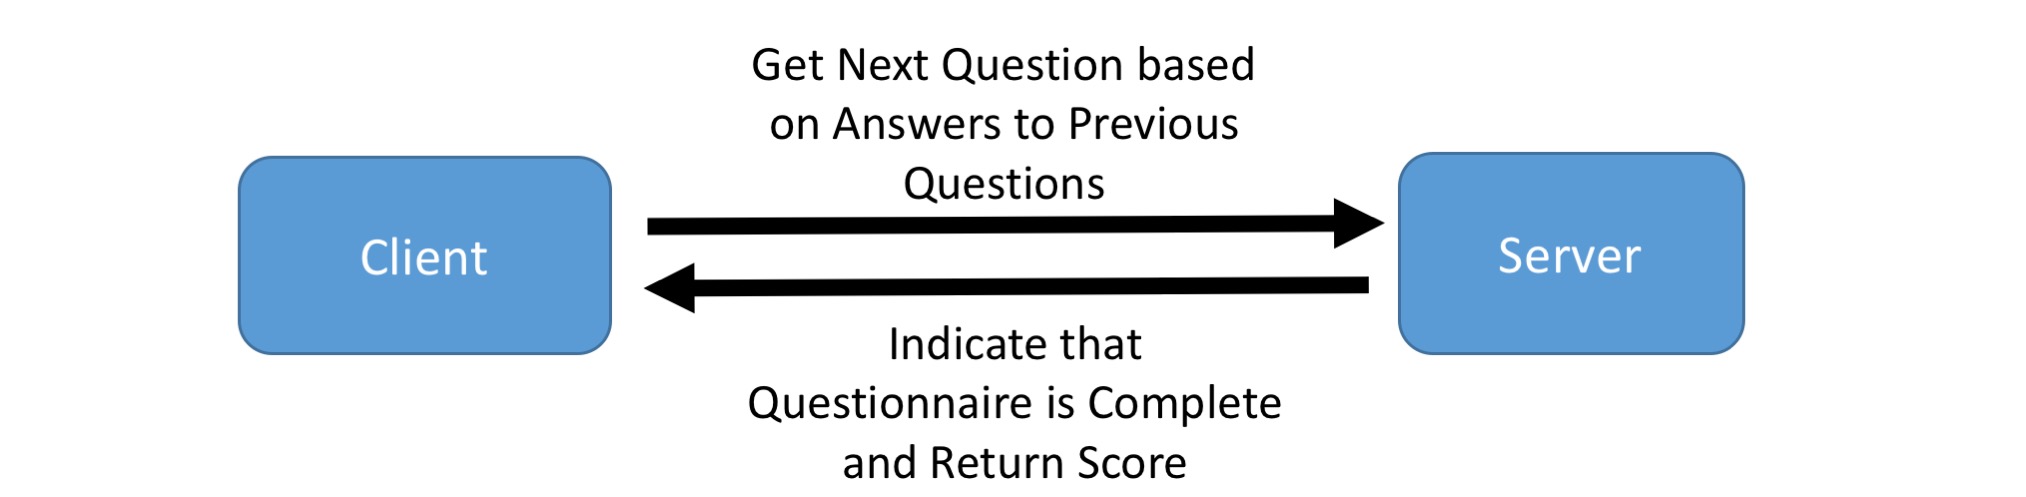 Get Next Question based
on Answers to Previous
Questions
Client
Server
Indicate that
Questionnaire is Complete
and Return Score